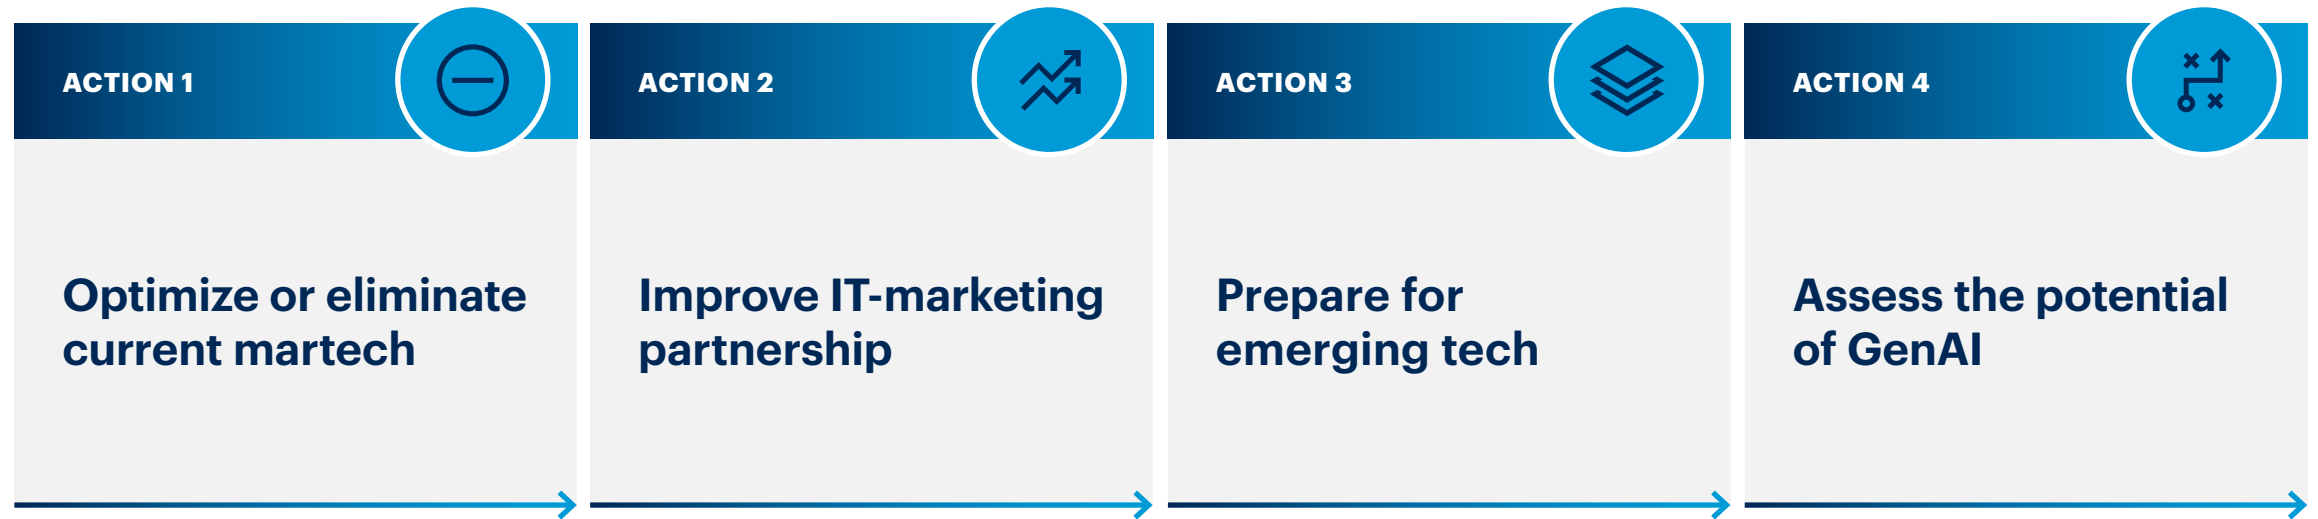 ACTION 1
Optimize or eliminate
current martech
ACTION 2
Improve IT-marketing
partnership
ACTION 3
Prepare for
emerging tech
ACTION 4
Assess the potential
of GenAI